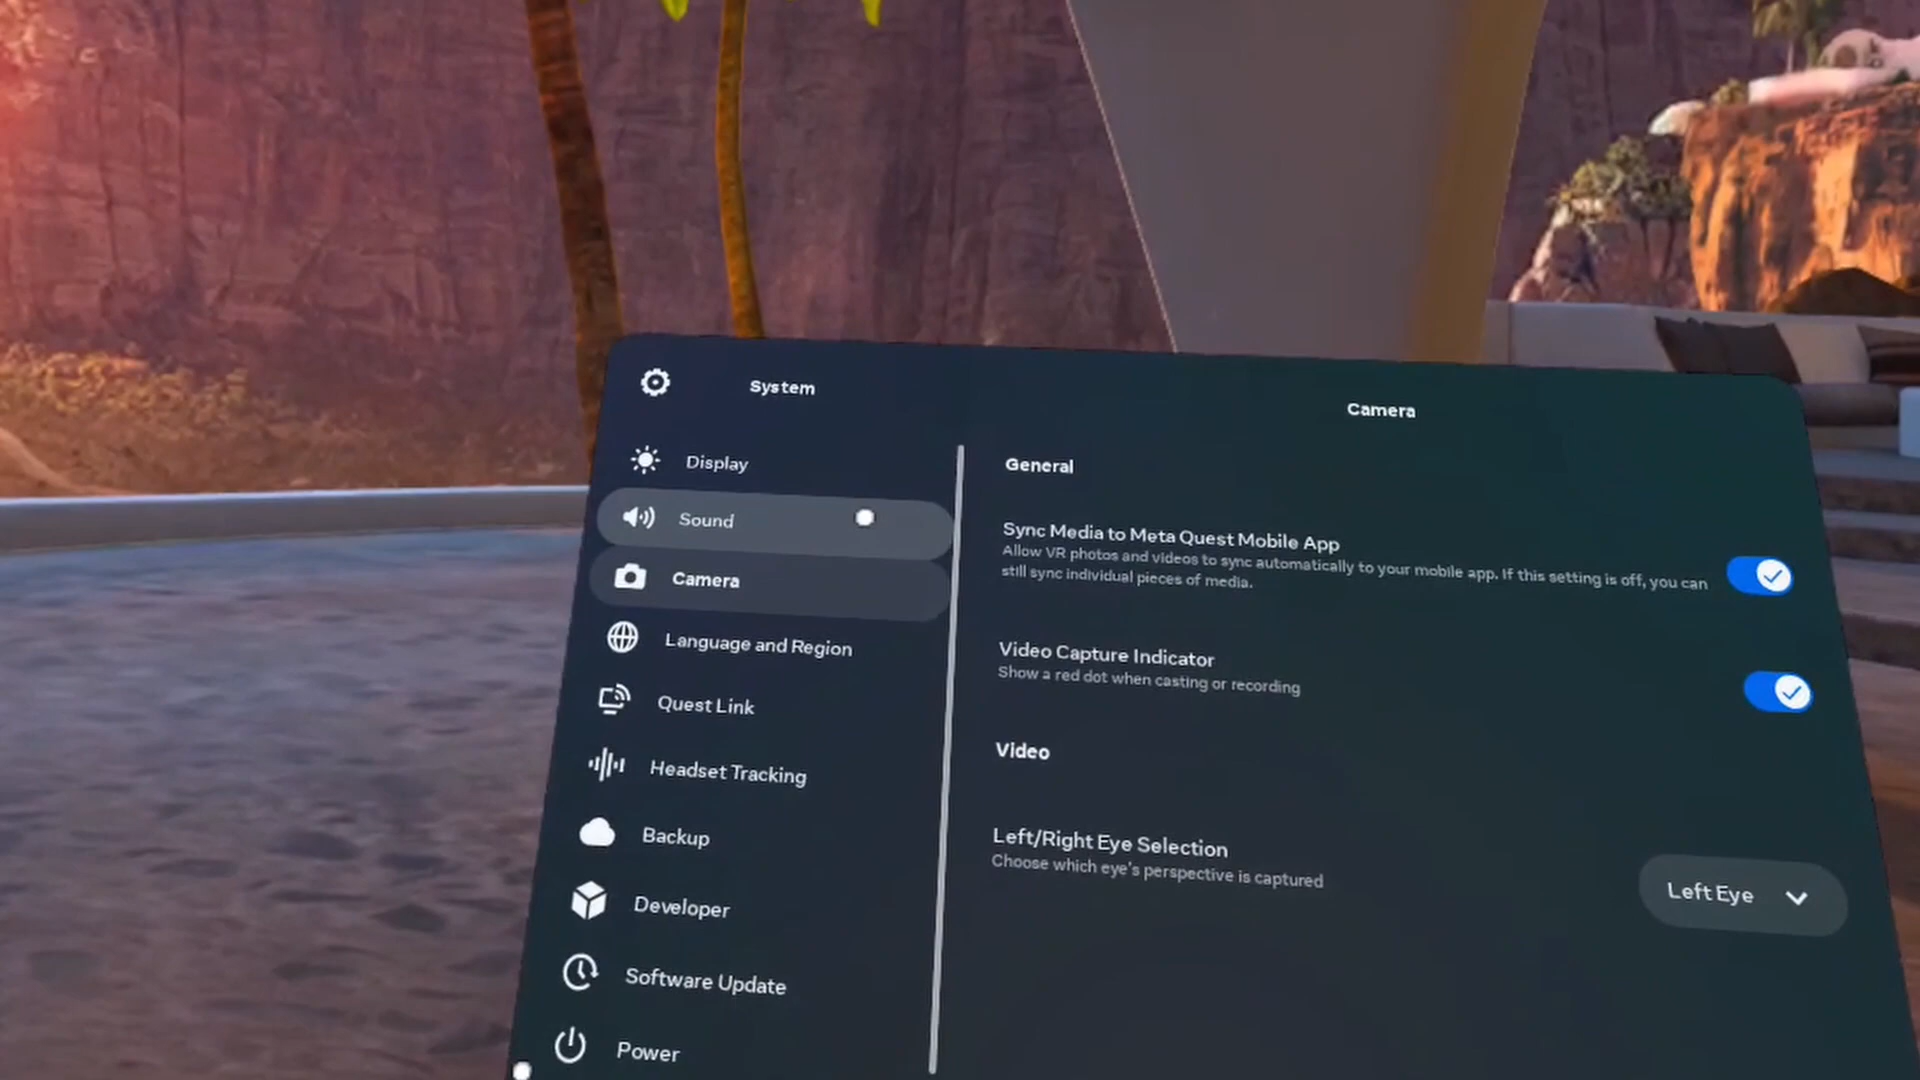 System
Display
Sound
Camera
Language and Region
Quest Link
Headset Tracking
Backup
Developer
Software Update
Power
Camera
General
Sync Media to Meta Quest Mobile App
Allow VR photos and videos to sync automatically to your mobile app. If this setting is off, you can
still sync individual pieces of media.
Video Capture Indicator
Show a red dot when casting or recording
Video
Left/Right Eye Selection
Choose which eye's perspective is captured
Left Eye